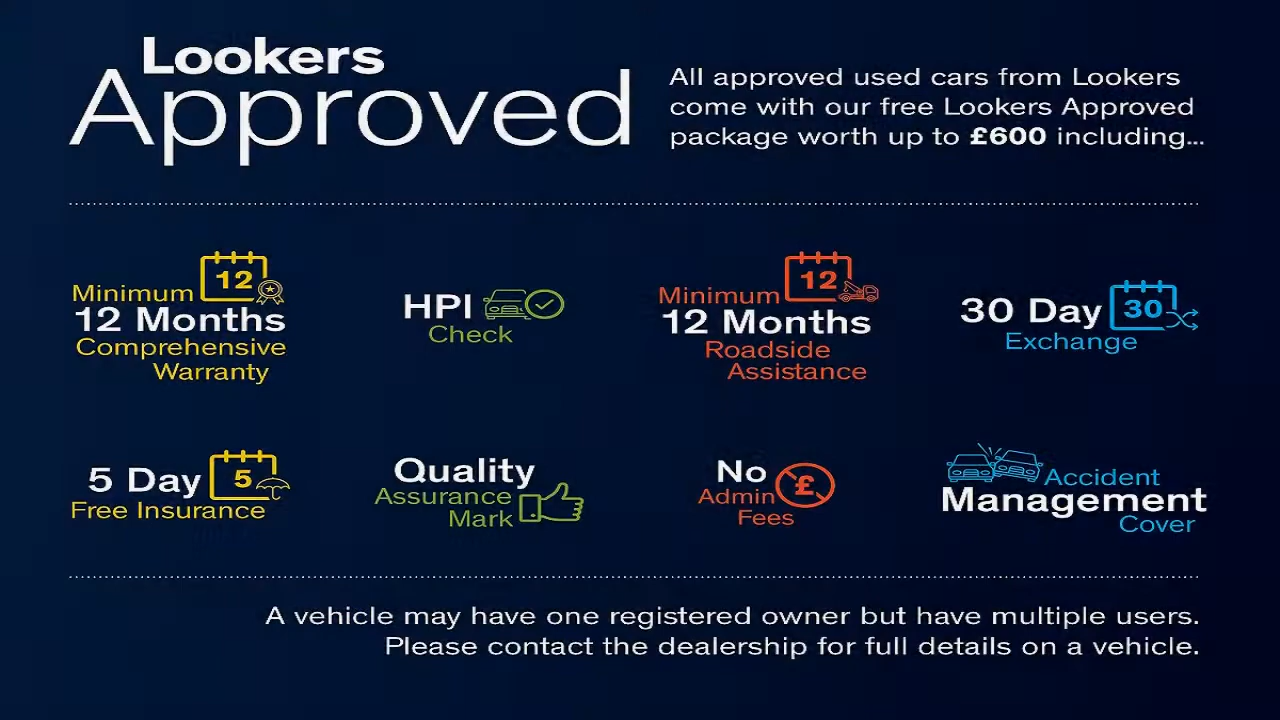 Lookers
Approved
All approved used cars from Lookers
come with our free Lookers Approved
package worth up to £600 including...
12
Minimum
12 Months
Comprehensive
Warranty
HPI
Check
12
Minimum
12 Months
Roadside
Assistance
30 Day 30
Exchange
5 Day 5
Free Insurance
Quality
Assurance
Mark
No
Admin £
Fees
Accident
Management
Cover
A vehicle may have one registered owner but have multiple users.
Please contact the dealership for full details on a vehicle.